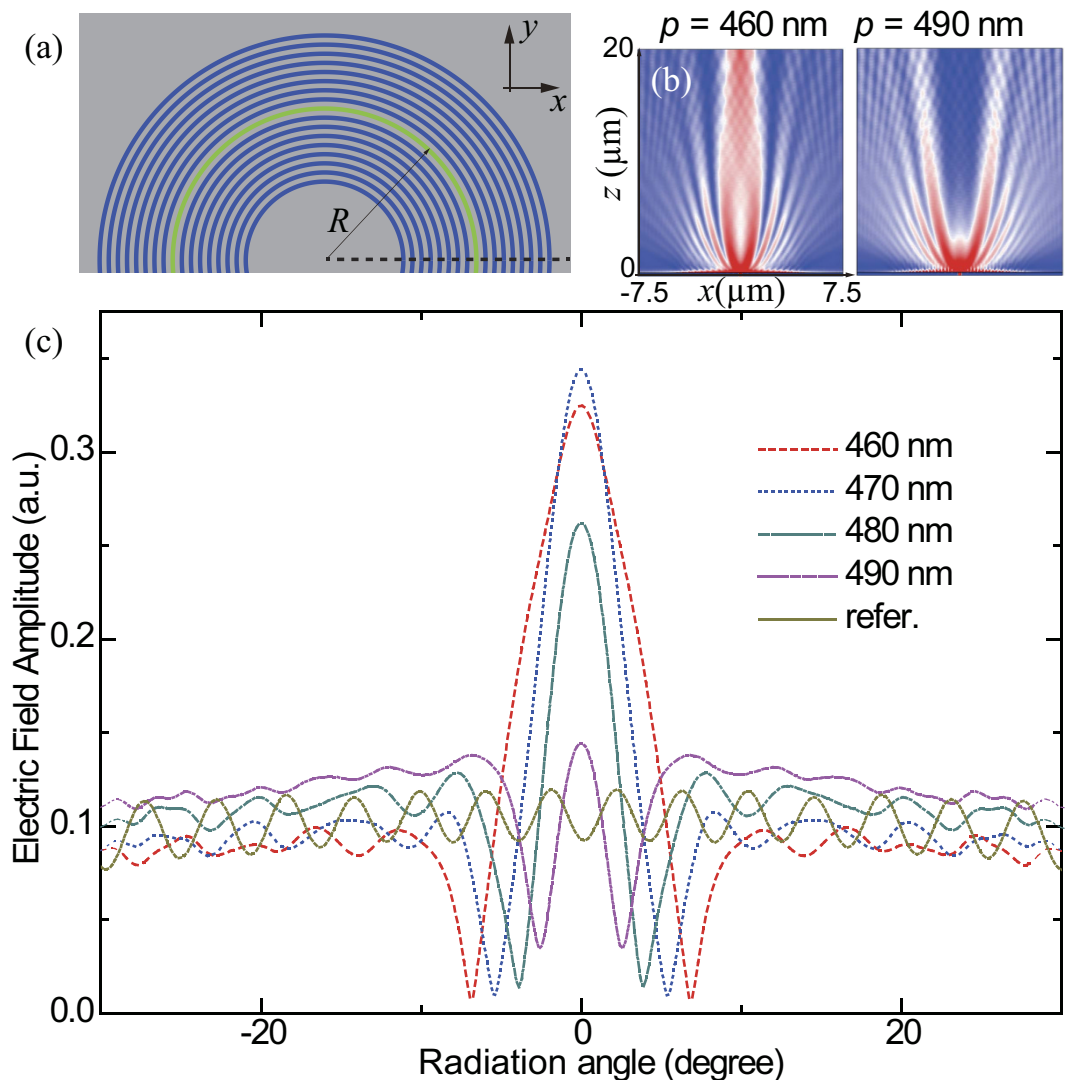 (a)
y
x
R
p = 460 nm
p = 490 nm
(b)
20
z (μm)
0
-7.5
x(μm)
7.5
(c)
0.3
0.2
0.1
0.0
Electric Field Amplitude (a.u.)
460 nm
470 nm
480 nm
490 nm
refer.
-20
0
20
Radiation angle (degree)